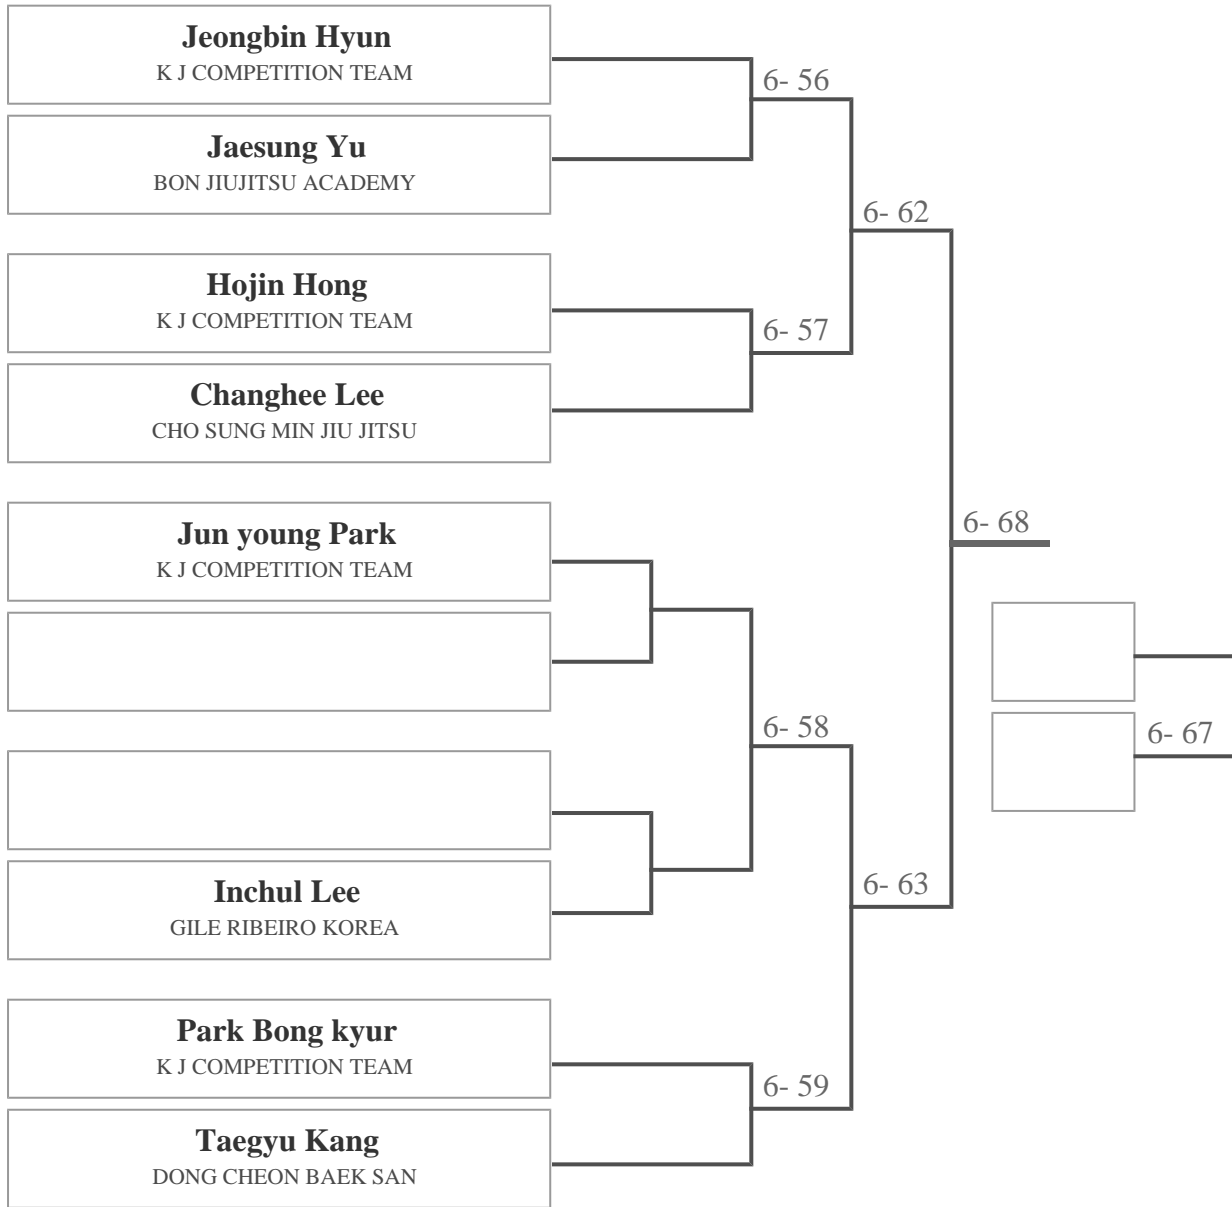 Jeongbin Hyun
K J COMPETITION TEAM
6- 56
Jaesung Yu
BON JIUJITSU ACADEMY
6- 62
Hojin Hong
K J COMPETITION TEAM
6- 57
Changhee Lee
CHO SUNG MIN JIU JITSU
Jun young Park
K J COMPETITION TEAM
6- 68
6- 58
6- 67
Inchul Lee
GILE RIBEIRO KOREA
6- 63
Park Bong kyur
K J COMPETITION TEAM
6- 59
Taegyu Kang
DONG CHEON BAEK SAN